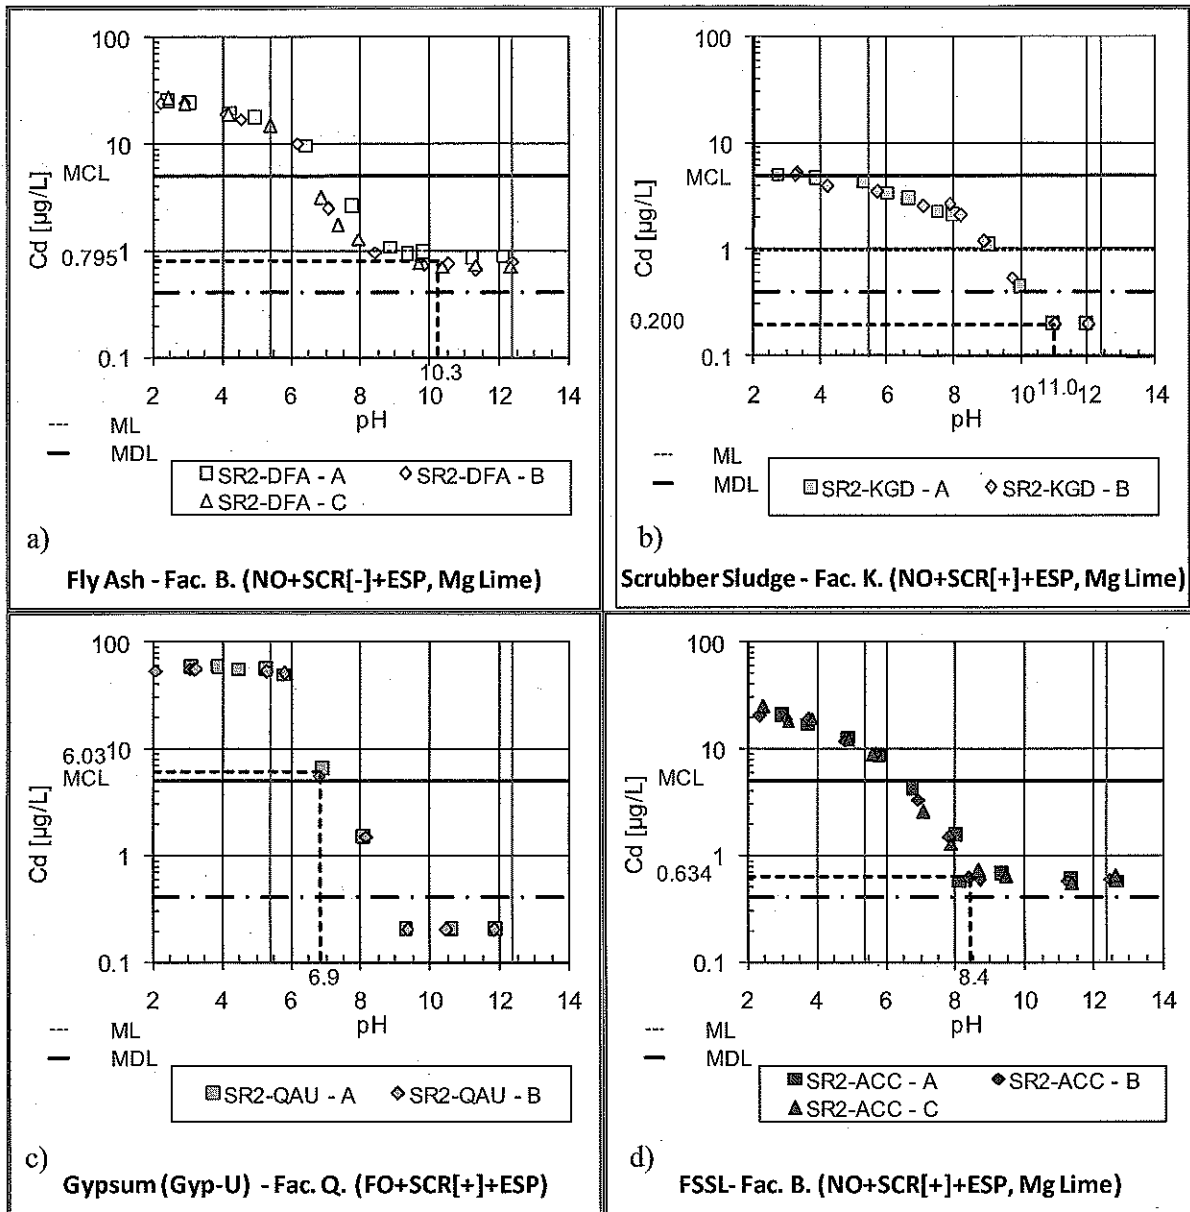 100
10
MCL
Cd [µg/L]
0.795
1
0.1
10.3
2 4 6 8 10 12 14
pH
--- ML
— MDL
SR2-DFA - A SR2-DFA - B
SR2-DFA - C
a)
Fly Ash - Fac. B. (NO+SCR[-]+ESP, Mg Lime)
100
10
MCL
Cd [µg/L]
1
0.200
0.1
2 4 6 8 10 11.0 12 14
pH
--- ML
— MDL
SR2-KGD - A SR2-KGD - B
b)
Scrubber Sludge - Fac. K. (NO+SCR[+]+ESP, Mg Lime)
100
10
6.03
MCL
Cd [µg/L]
1
0.1
6.9
2 4 6 8 10 12 14
pH
--- ML
— MDL
SR2-QAU - A SR2-QAU - B
c)
Gypsum (Gyp-U) - Fac. Q. (FO+SCR[+]+ESP)
100
10
MCL
Cd [µg/L]
1
0.634
0.1
8.4
2 4 6 8 10 12 14
pH
--- ML
— MDL
SR2-ACC - A SR2-ACC - B
SR2-ACC - C
d)
FSSL- Fac. B. (NO+SCR[+]+ESP, Mg Lime)